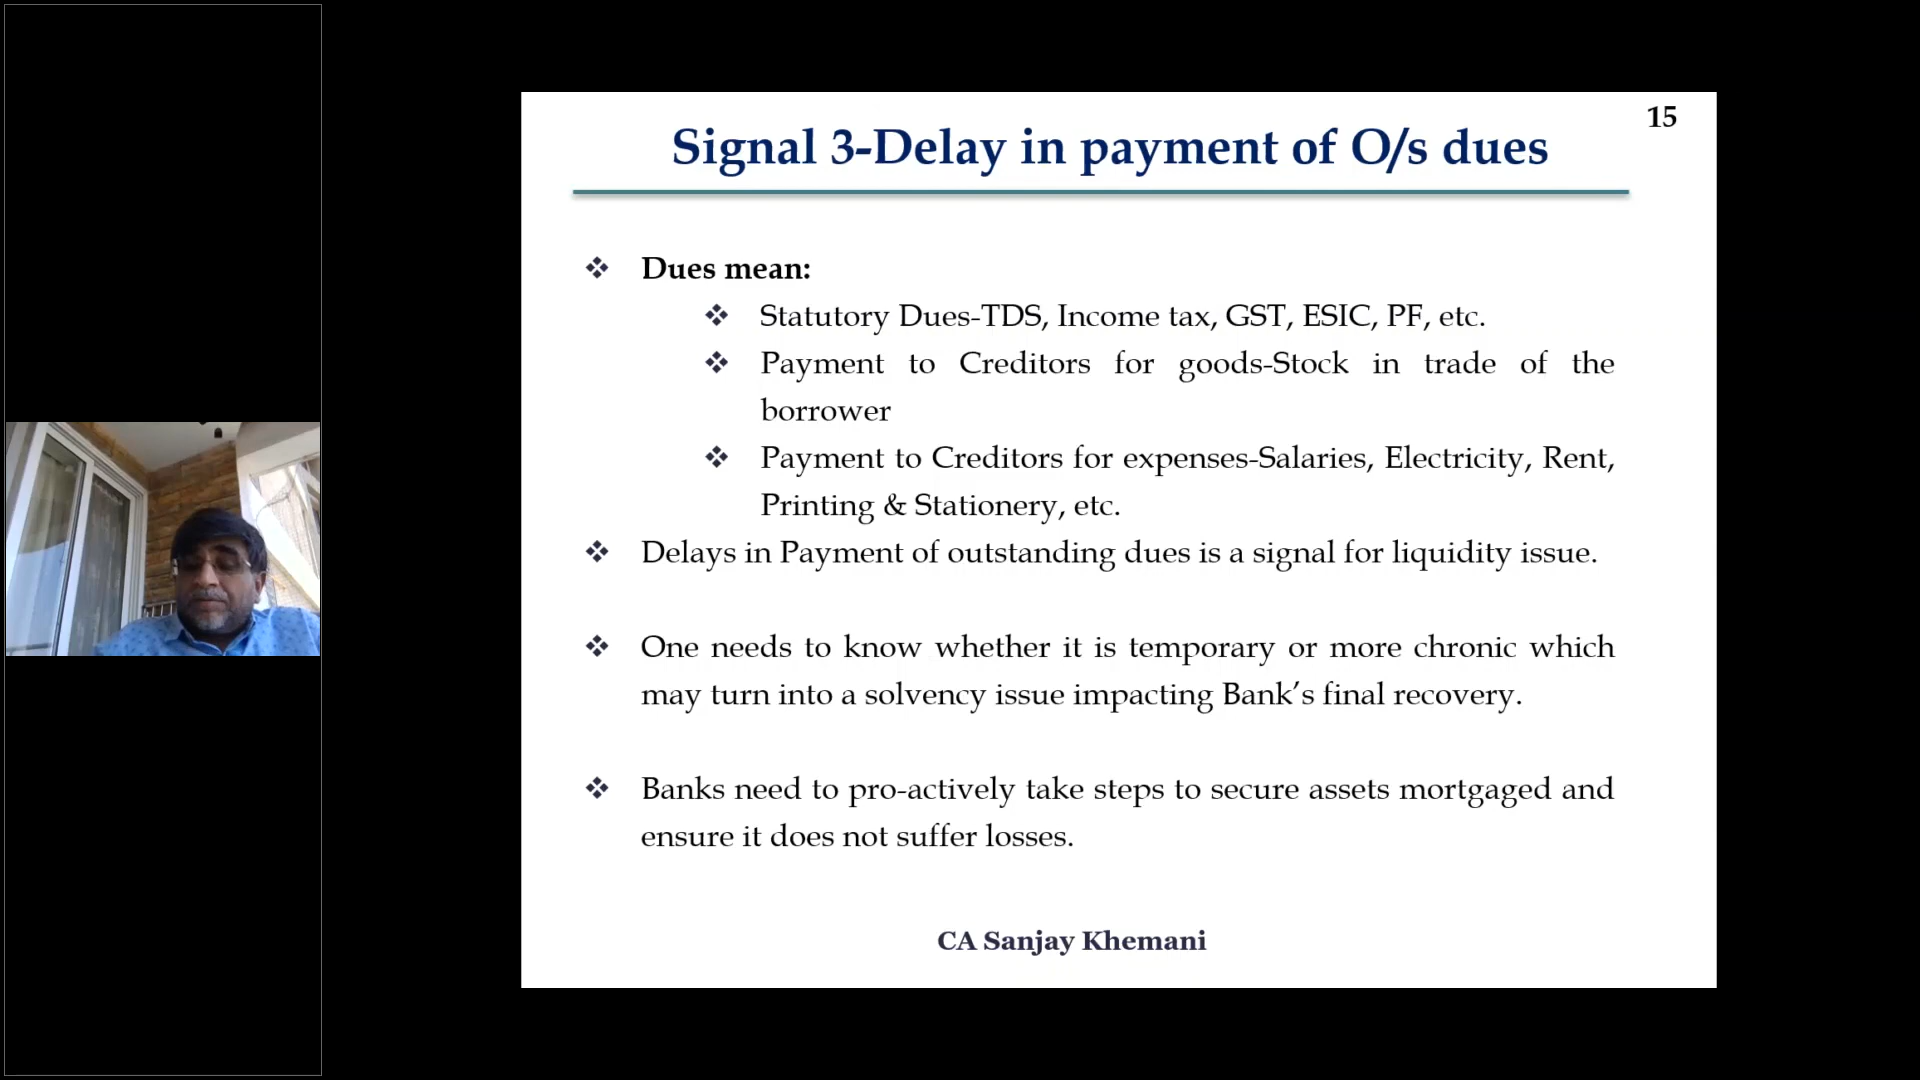 15
Signal 3-Delay in payment of O/s dues
❖ Dues mean:
❖ Statutory Dues-TDS, Income tax, GST, ESIC, PF, etc.
❖ Payment to Creditors for goods-Stock in trade of the
borrower
❖ Payment to Creditors for expenses-Salaries, Electricity, Rent,
Printing & Stationery, etc.
❖ Delays in Payment of outstanding dues is a signal for liquidity issue.
❖ One needs to know whether it is temporary or more chronic which
may turn into a solvency issue impacting Bank’s final recovery.
❖ Banks need to pro-actively take steps to secure assets mortgaged and
ensure it does not suffer losses.
CA Sanjay Khemani